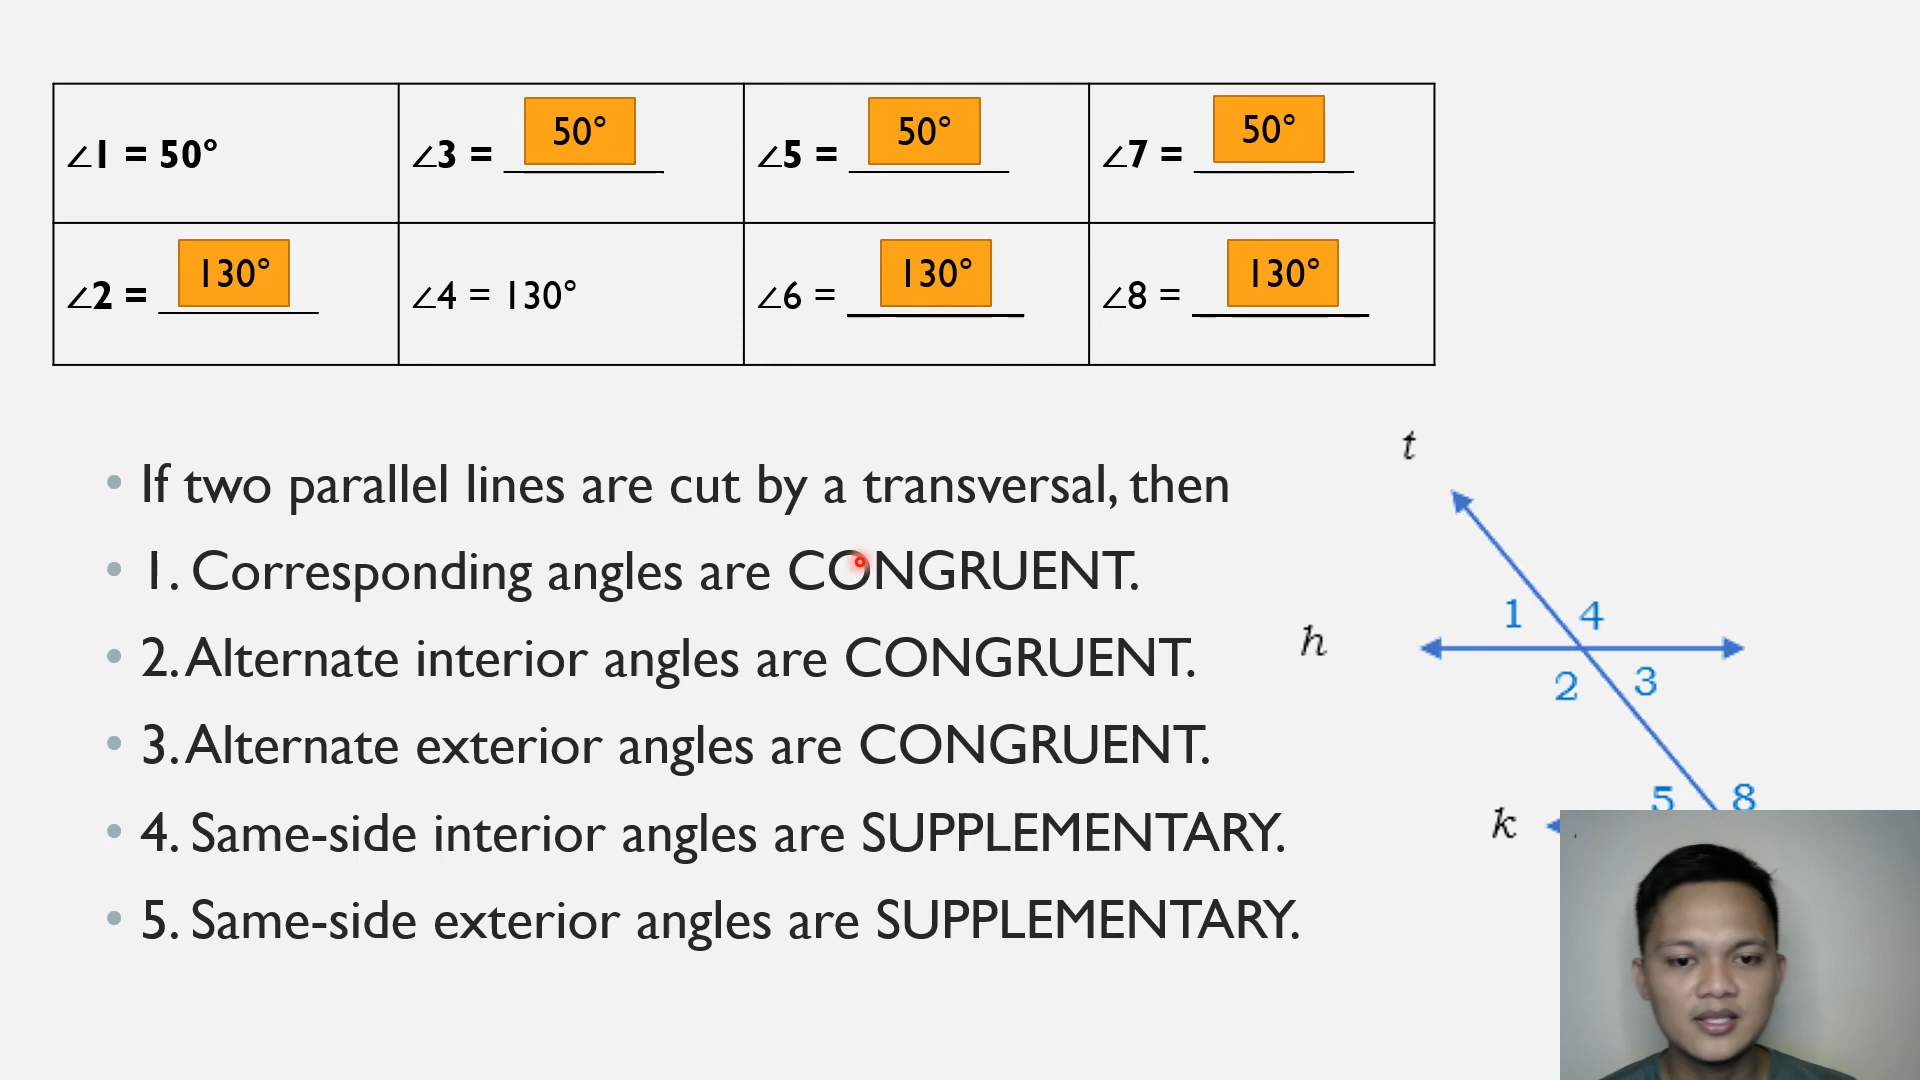 ∠1 = 50°
∠3 = 50°
∠5 = 50°
∠7 = 50°
∠2 = 130°
∠4 = 130°
∠6 = 130°
∠8 = 130°
• If two parallel lines are cut by a transversal, then
• 1. Corresponding angles are CONGRUENT.
• 2. Alternate interior angles are CONGRUENT.
• 3. Alternate exterior angles are CONGRUENT.
• 4. Same-side interior angles are SUPPLEMENTARY.
• 5. Same-side exterior angles are SUPPLEMENTARY.
t
1 4
h
2 3
5 8
k